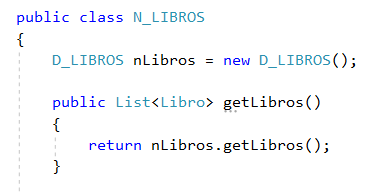 public class N_LIBROS
{
D_LIBROS nLibros = new D_LIBROS();
public List<Libro> getLibros()
{
return nLibros.getLibros();
}